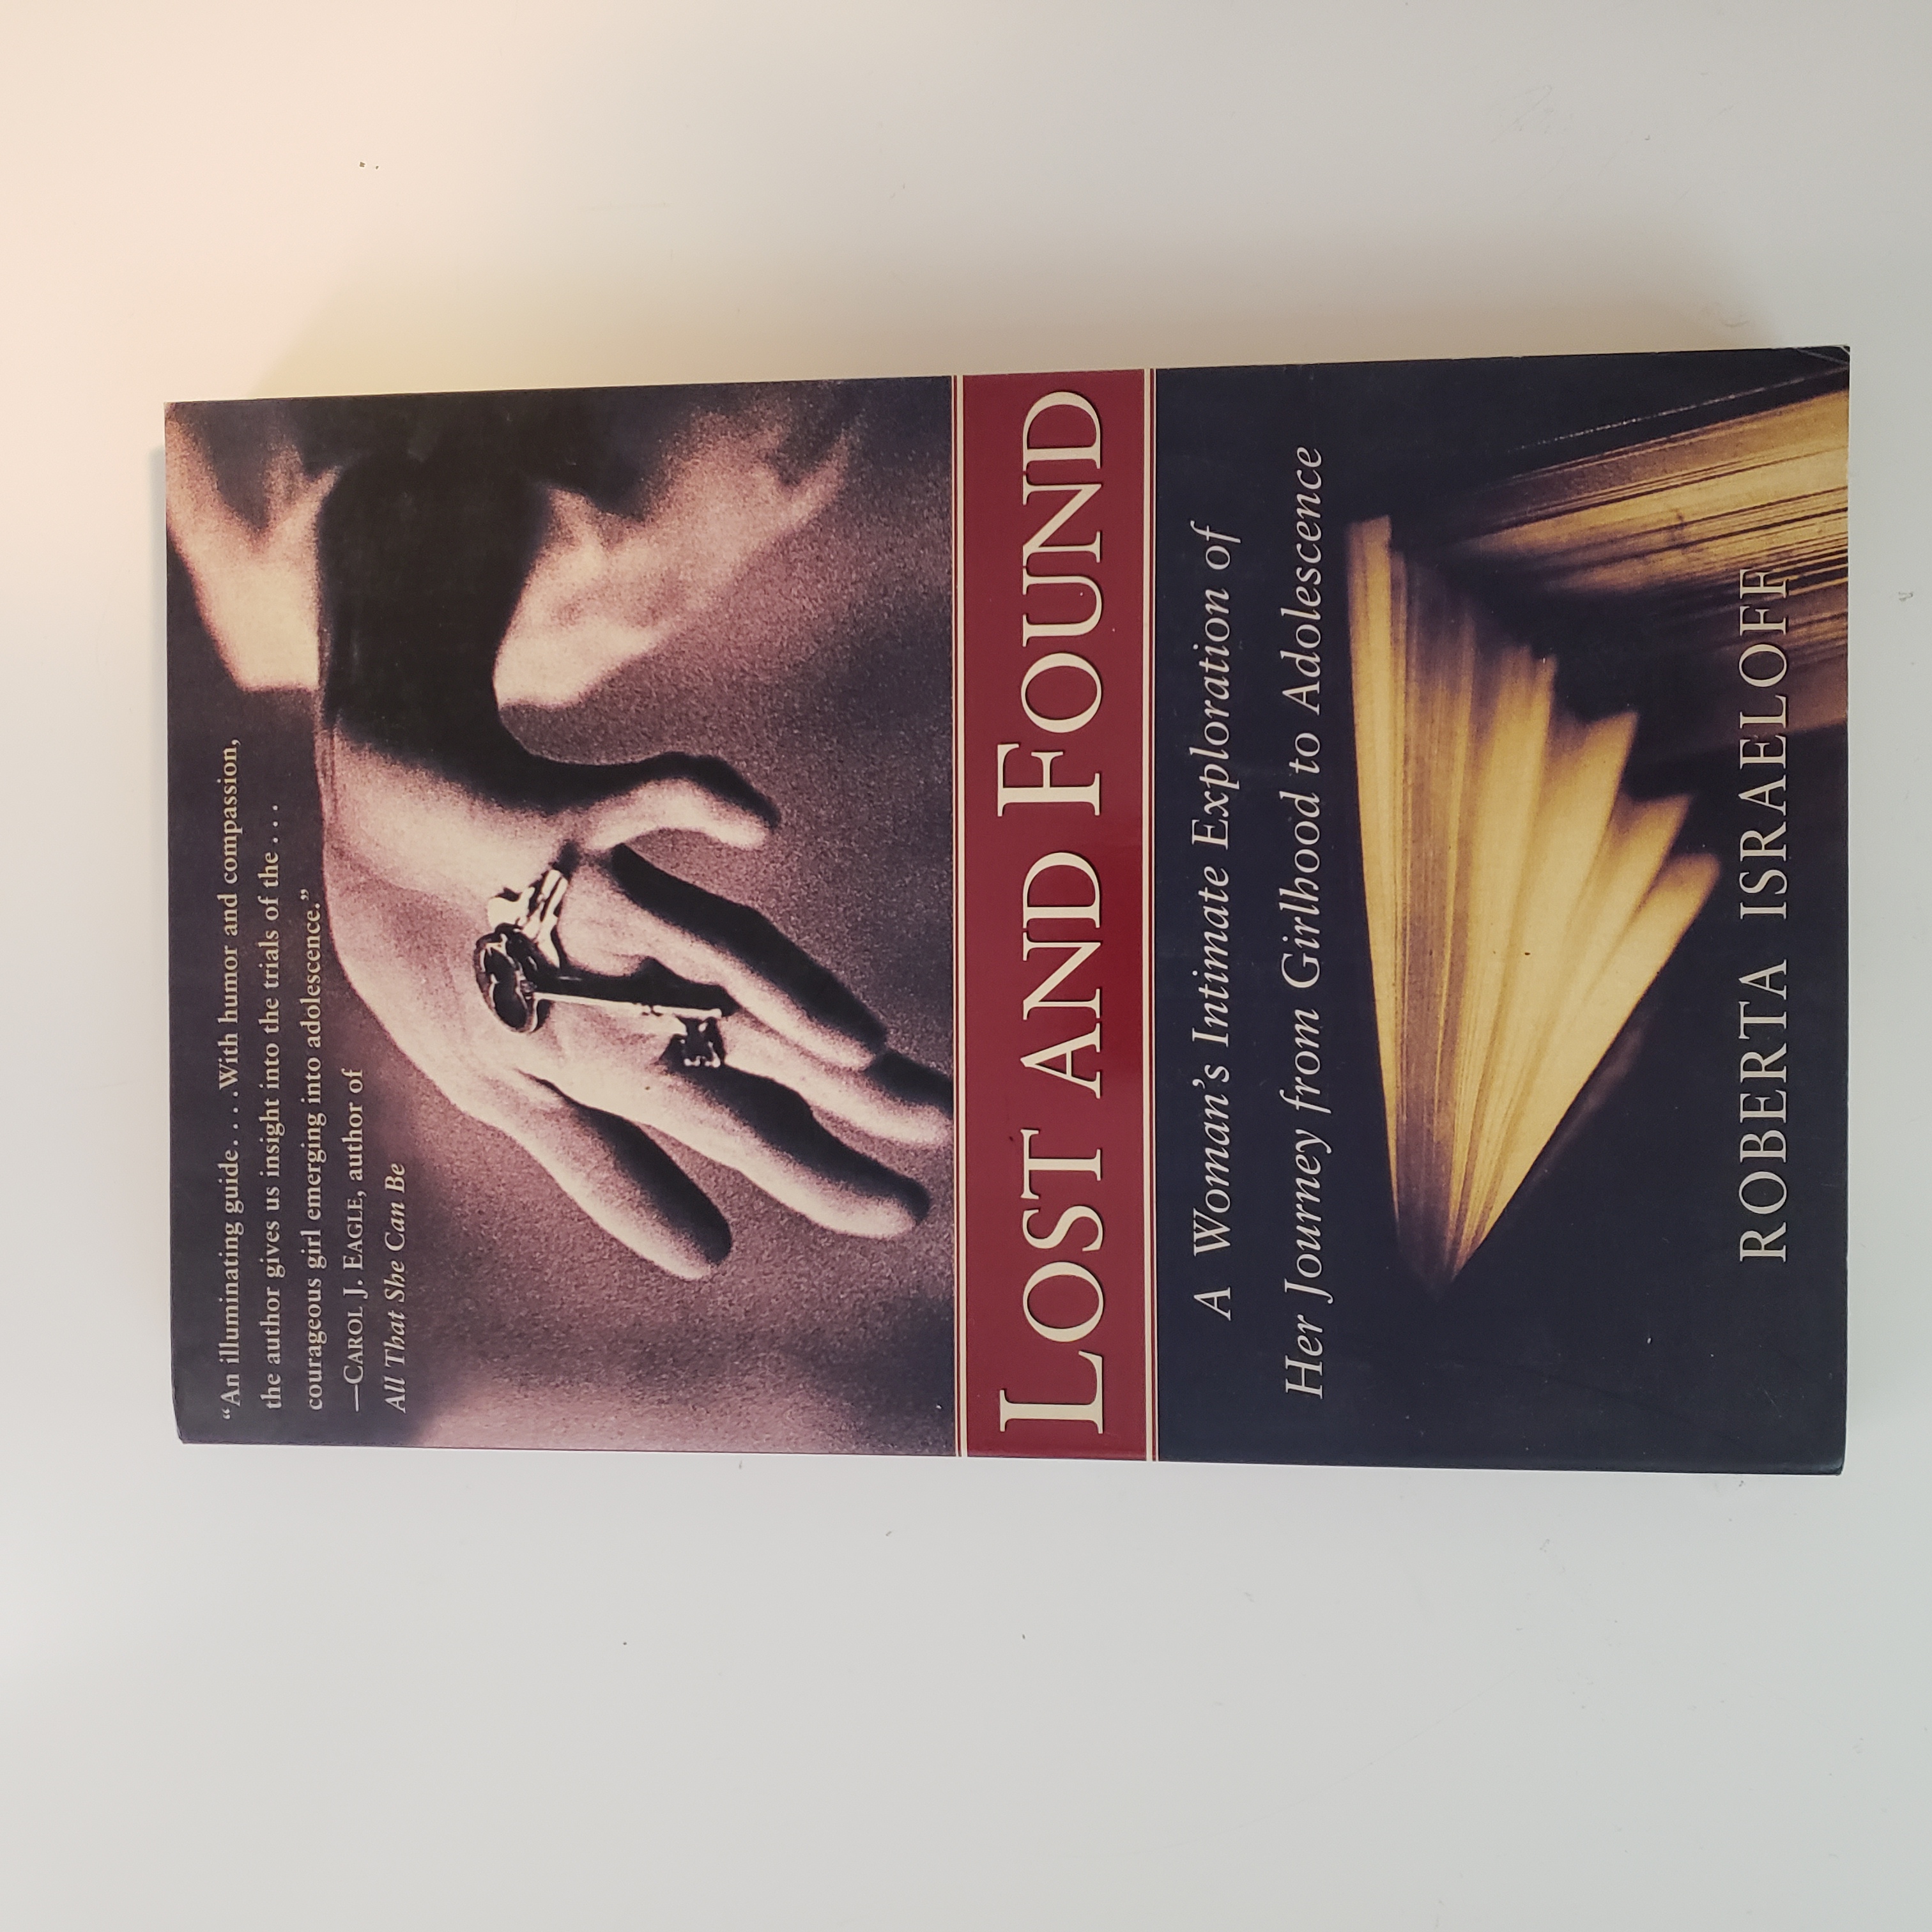 “An illuminating guide. . . .With humor and compassion,
the author gives us insight into the trials of the . . .
courageous girl emerging into adolescence.”
—CAROL J. EAGLE, author of
All That She Can Be
LOST AND FOUND
A Woman’s Intimate Exploration of
Her Journey from Girlhood to Adolescence
ROBERTA ISRAELOFF